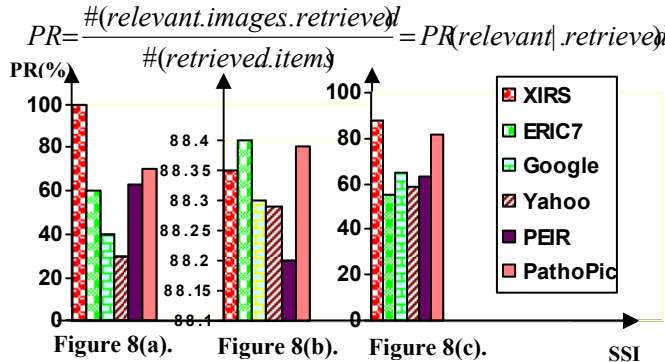 PR= #(relevant.images.retrieved) / #(retrieved.items) = PR(relevant|.retrieved
PR(%)
100
80
60
40
20
0
88.4
88.35
88.3
88.25
88.2
88.15
88.1
100
80
60
40
20
0
XIRS
ERIC7
Google
Yahoo
PEIR
PathoPic
Figure 8(a).
Figure 8(b).
Figure 8(c).
SSI